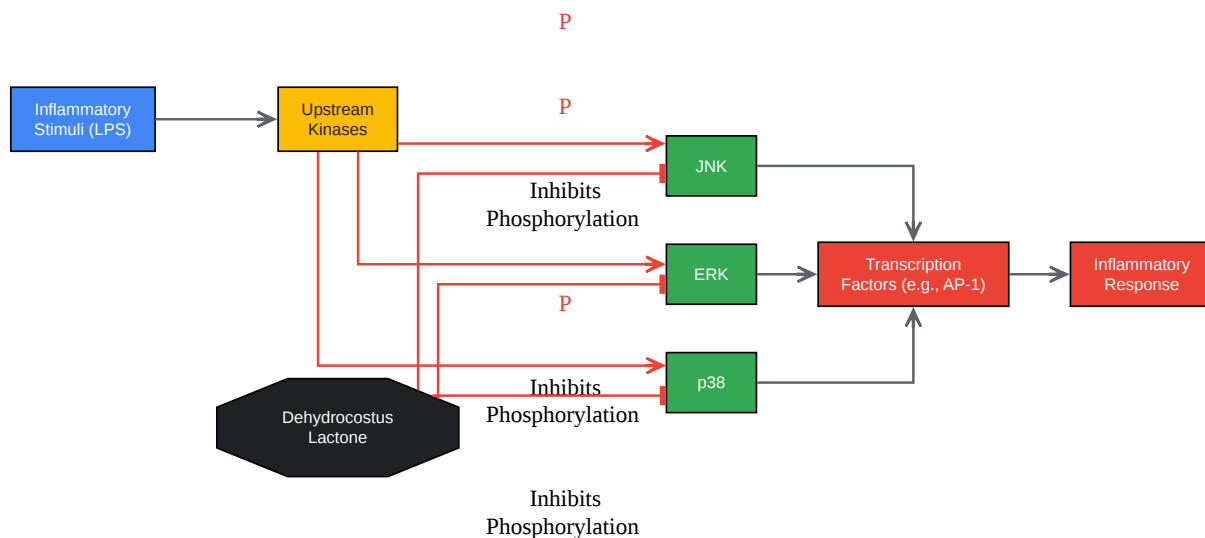 P
P
Inflammatory
Stimuli (LPS)
Upstream
Kinases
JNK
Inhibits
Phosphorylation
ERK
Transcription
Factors (e.g., AP-1)
Inflammatory
Response
P
p38
Inhibits
Phosphorylation
Dehydrocostus
Lactone
Inhibits
Phosphorylation